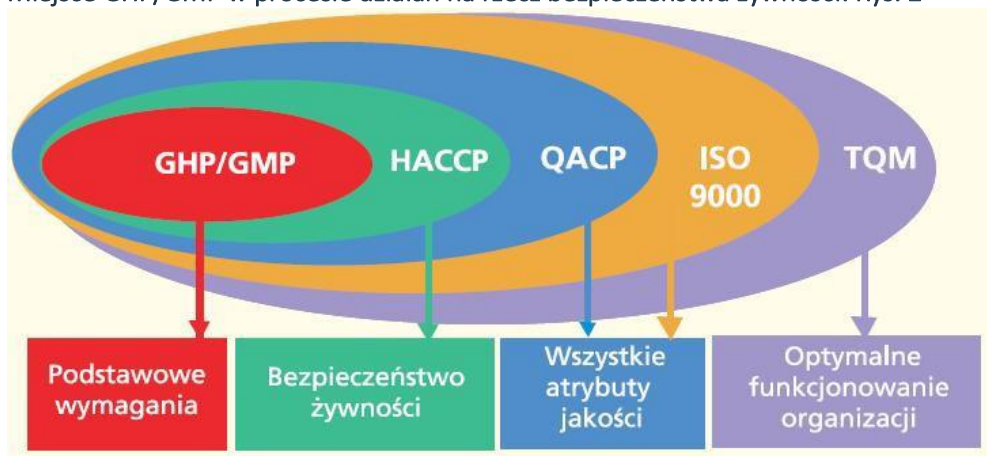 GHP/GMP
HACCP
QACP
ISO
9000
TQM
Podstawowe
wymagania
Bezpieczeństwo
żywności
Wszystkie
atrybuty
jakości
Optymalne
funkcjonowanie
organizacji